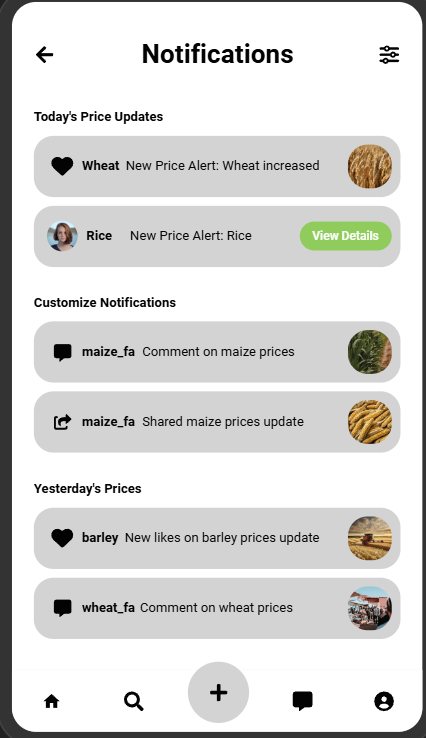 Notifications
Today's Price Updates
Wheat New Price Alert: Wheat increased
Rice New Price Alert: Rice
View Details
Customize Notifications
maize_fa Comment on maize prices
maize_fa Shared maize prices update
Yesterday's Prices
barley New likes on barley prices update
wheat_fa Comment on wheat prices